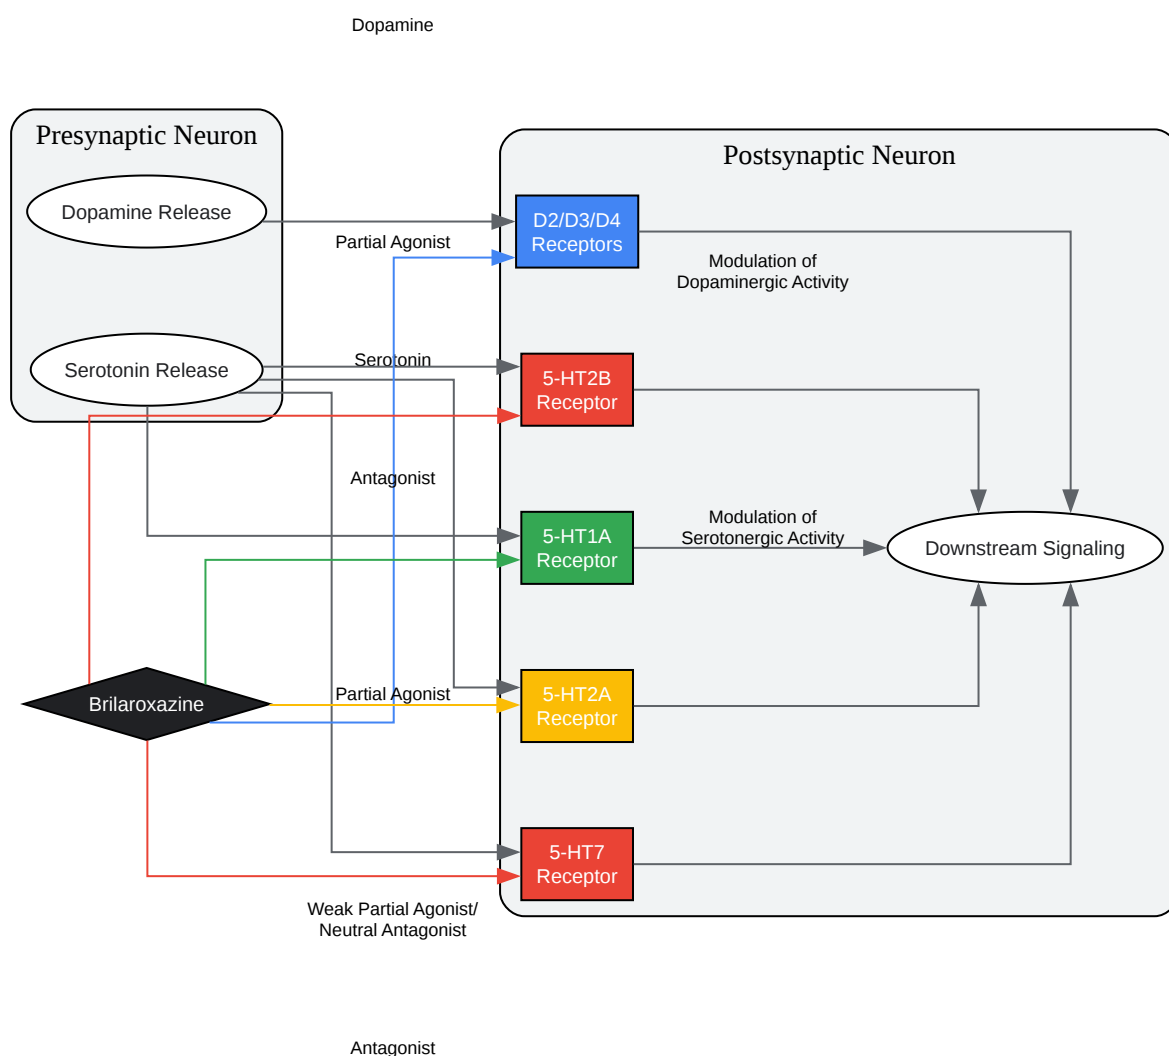 Dopamine
Presynaptic Neuron
Postsynaptic Neuron
Dopamine Release
D2/D3/D4
Receptors
Partial Agonist
Modulation of
Dopaminergic Activity
Serotonin Release
Serotonin
5-HT2B
Receptor
Antagonist
5-HT1A
Receptor
Modulation of
Serotonergic Activity
Downstream Signaling
Brilaroxazine
Partial Agonist
5-HT2A
Receptor
5-HT7
Receptor
Weak Partial Agonist/
Neutral Antagonist
Antagonist